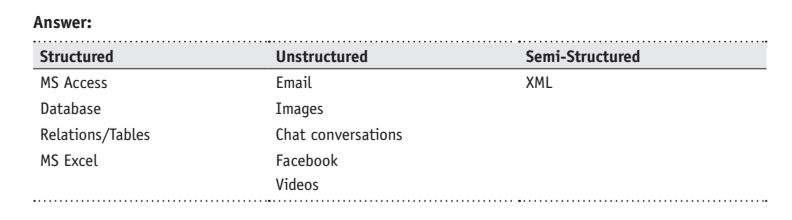 Answer:
Structured Unstructured Semi-Structured
MS Access Email XML
Database Images
Relations/Tables Chat conversations
MS Excel Facebook
Videos